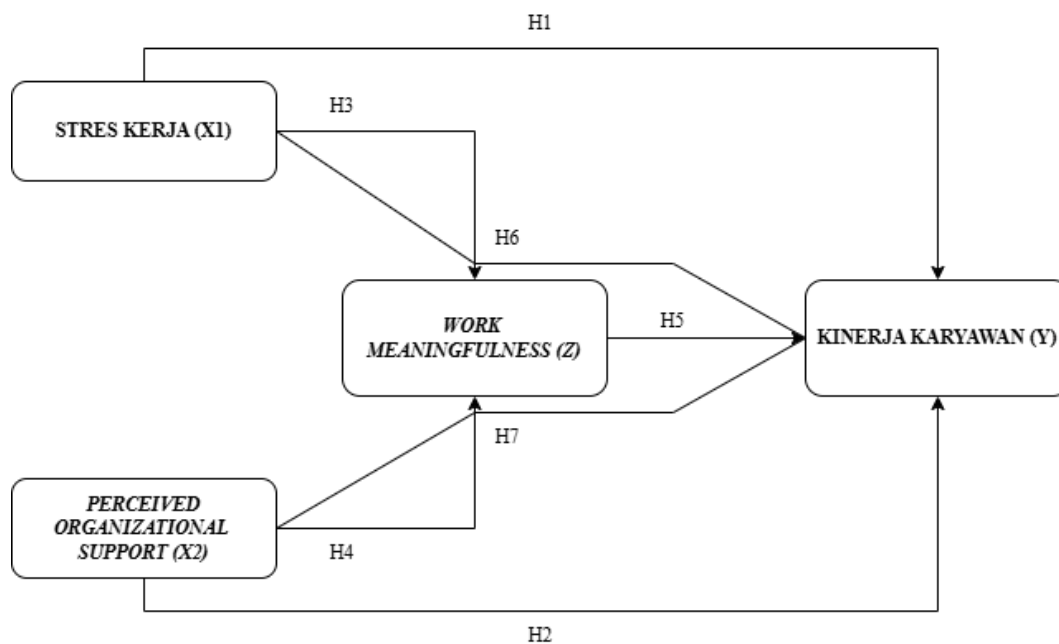 H1
STRES KERJA (X1)
H3
H6
WORK
MEANINGFULNESS (Z)
H5
KINERJA KARYAWAN (Y)
H7
PERCEIVED
ORGANIZATIONAL
SUPPORT (X2)
H4
H2